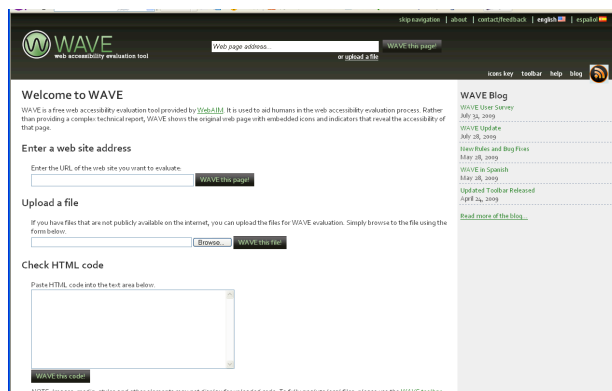 skip navigation | about | contact/feedback | english | español
WAVE
web accessibility evaluation tool
Web page address...
WAVE this page!
or upload a file
icons key toolbar help blog
Welcome to WAVE
WAVE is a free web accessibility evaluation tool provided by WebAIM. It is used to aid humans in the web accessibility evaluation process. Rather
than providing a complex technical report, WAVE shows the original web page with embedded icons and indicators that reveal the accessibility of
that page.
Enter a web site address
Enter the URL of the web site you want to evaluate.
WAVE this page!
Upload a file
If you have files that are not publicly available on the internet, you can upload the files for WAVE evaluation. Simply browse to the file using the
form below.
Browse... WAVE this file!
Check HTML code
Paste HTML code into the text area below.
WAVE this code!
WAVE Blog
WAVE User Survey
July 31, 2009
WAVE Update
July 28, 2009
New Rules and Bug Fixes
May 28, 2009
WAVE in Spanish
May 28, 2009
Updated Toolbar Released
April 24, 2009
Read more of the blog...